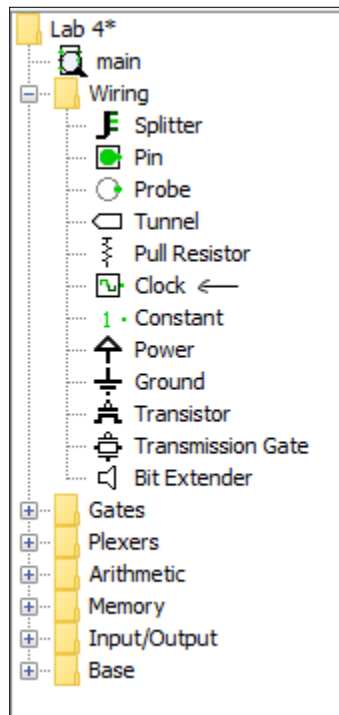 Lab 4*
main
Wiring
Splitter
Pin
Probe
Tunnel
Pull Resistor
Clock
1 Constant
Power
Ground
Transistor
Transmission Gate
Bit Extender
Gates
Plexers
Arithmetic
Memory
Input/Output
Base